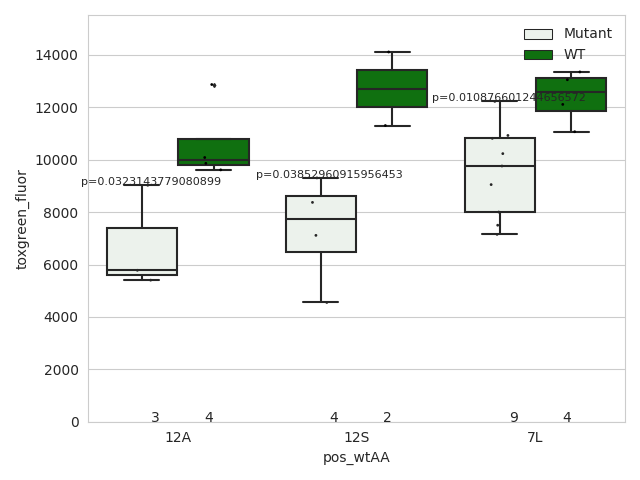 Mutant
WT
14000
12000
10000
8000
6000
4000
2000
0
toxgreen_fluor
p=0.0323143779080899
p=0.03852960915956453
p=0.010876601244656572
3 4 4 2 9 4
12A 12S 7L
pos_wtAA